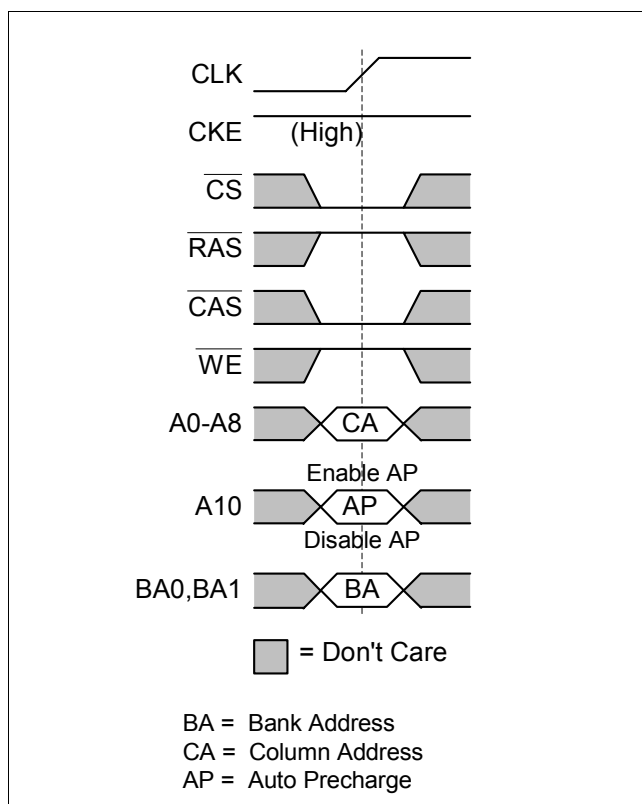 CLK
CKE (High)
CS
RAS
CAS
WE
A0-A8 CA
Enable AP
A10 AP
Disable AP
BA0,BA1 BA
= Don't Care
BA = Bank Address
CA = Column Address
AP = Auto Precharge